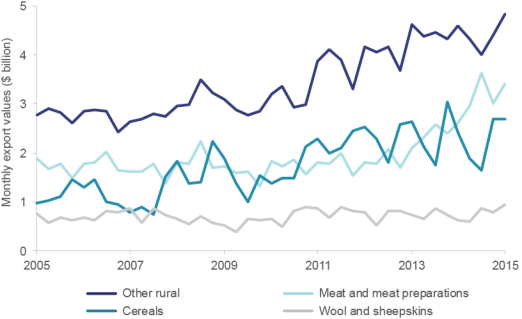 Monthly export values ($ billion)
5
4
3
2
1
0
2005 2007 2009 2011 2013 2015
Other rural Meat and meat preparations
Cereals Wool and sheepskins